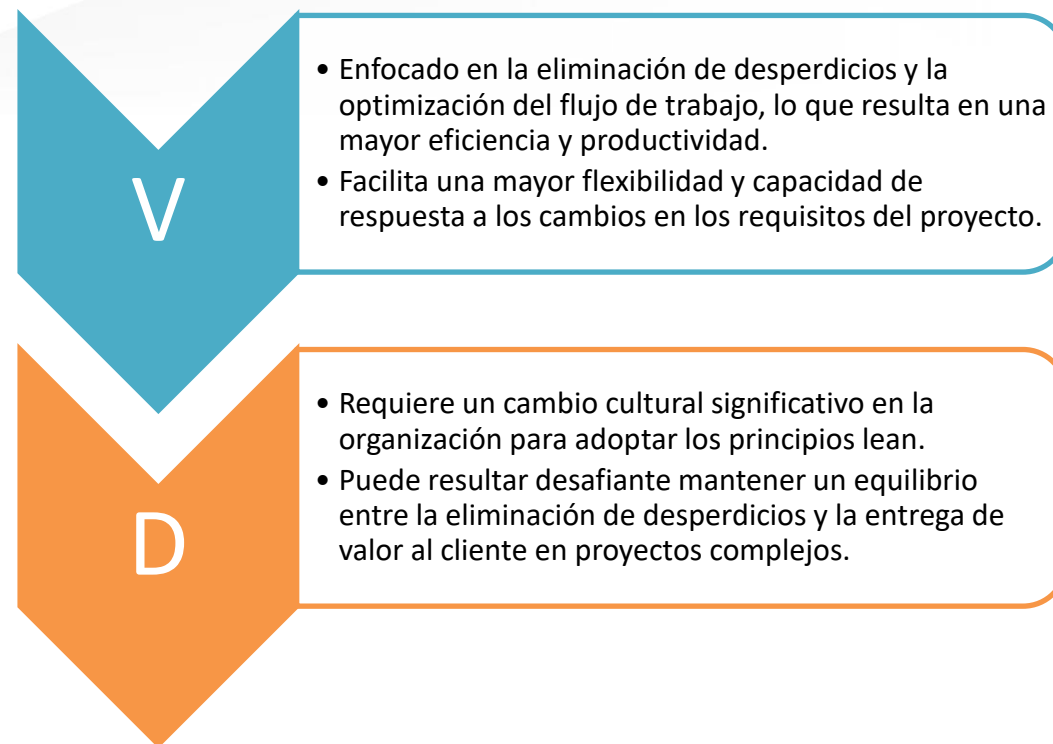 V
• Enfocado en la eliminación de desperdicios y la
optimización del flujo de trabajo, lo que resulta en una
mayor eficiencia y productividad.
• Facilita una mayor flexibilidad y capacidad de
respuesta a los cambios en los requisitos del proyecto.
D
• Requiere un cambio cultural significativo en la
organización para adoptar los principios lean.
• Puede resultar desafiante mantener un equilibrio
entre la eliminación de desperdicios y la entrega de
valor al cliente en proyectos complejos.